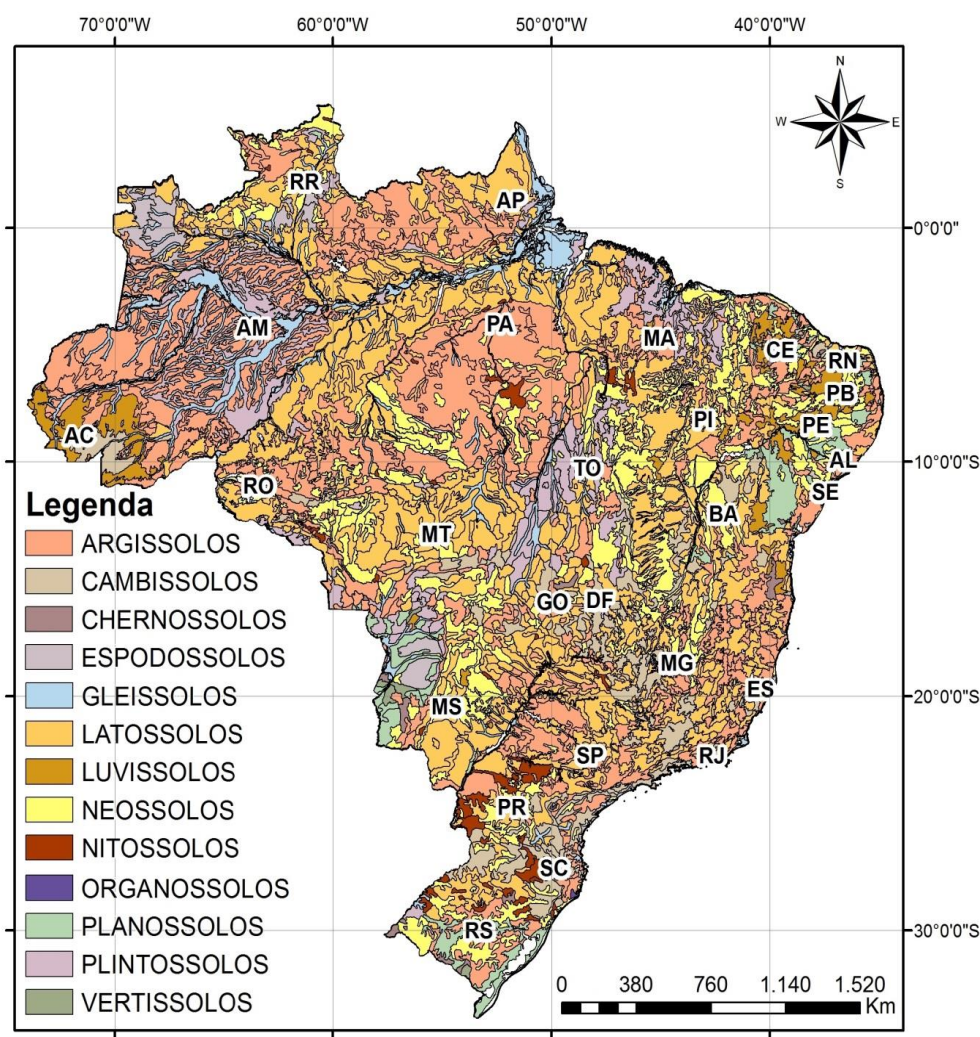 70°0'0"W 60°0'0"W 50°0'0"W 40°0'0"W
N
W E
S
RR
AP
0°0'0"
AM
PA
MA
CE
RN
PB
PI
PE
AC
AL
TO
10°0'0"S
RO
SE
BA
MT
GO
DF
MG
ES
20°0'0"S
MS
SP
RJ
PR
SC
RS
30°0'0"S
Legenda
ARGISSOLOS
CAMBISSOLOS
CHERNOSSOLOS
ESPODOSSOLOS
GLEISSOLOS
LATOSSOLOS
LUVISSOLOS
NEOSSOLOS
NITOSSOLOS
ORGANOSSOLOS
PLANOSSOLOS
PLINTOSSOLOS
VERTISSOLOS
0 380 760 1.140 1.520
Km